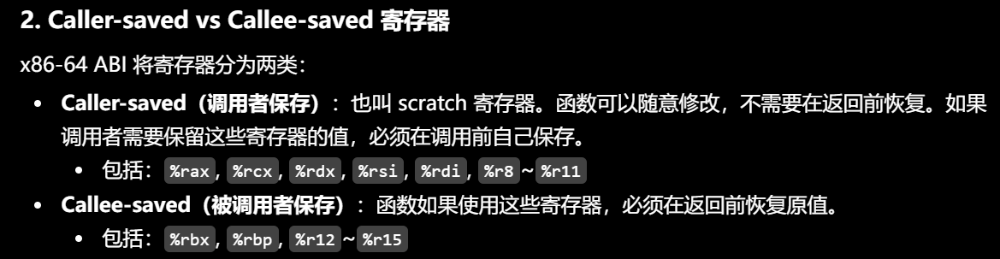 2. Caller-saved vs Callee-saved 寄存器
x86-64 ABI 将寄存器分为两类：
• Caller-saved（调用者保存）：也叫 scratch 寄存器。函数可以随意修改，不需要在返回前恢复。如果
调用者需要保留这些寄存器的值，必须在调用前自己保存。
• 包括：%rax, %rcx, %rdx, %rsi, %rdi, %r8~%r11
• Callee-saved（被调用者保存）：函数如果使用这些寄存器，必须在返回前恢复原值。
• 包括：%rbx, %rbp, %r12~%r15